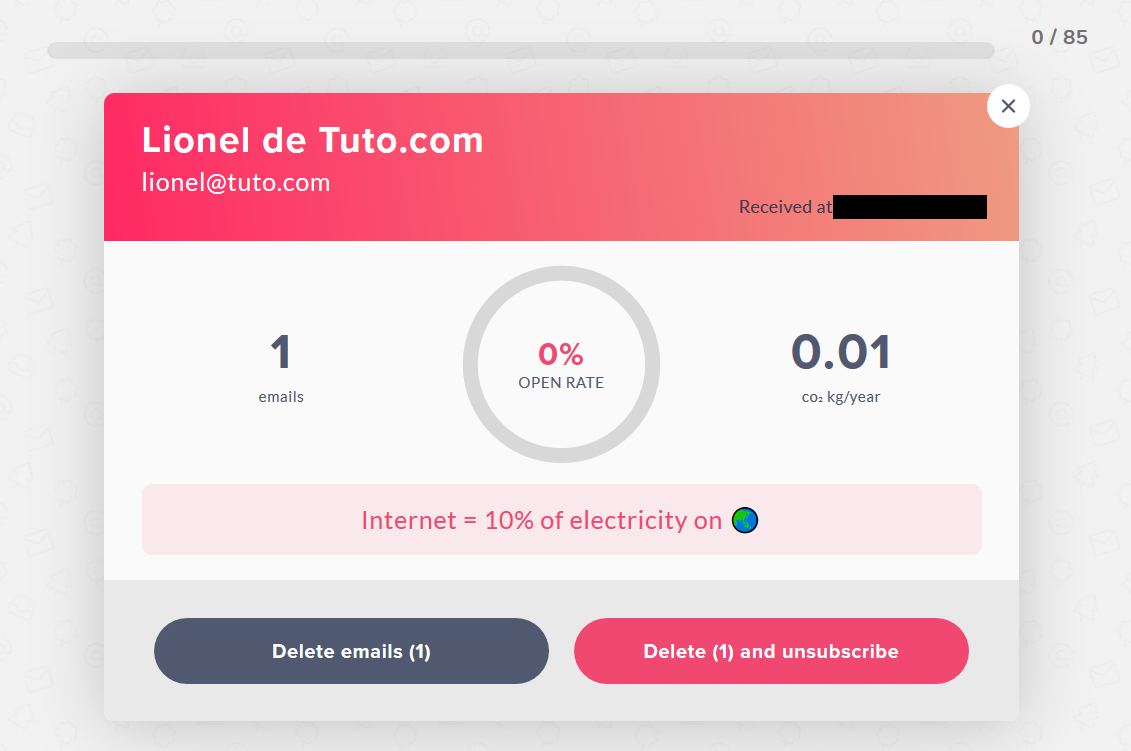 0 / 85
Lionel de Tuto.com
lionel@tuto.com
Received at
1
emails
0%
OPEN RATE
0.01
co₂ kg/year
Internet = 10% of electricity on 🌏
Delete emails (1)
Delete (1) and unsubscribe